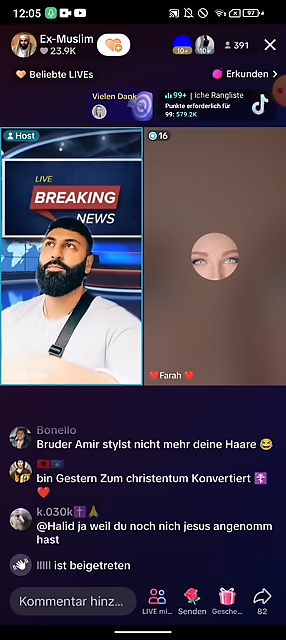 12:05
97%
Ex-Muslim
23.9K
10+
10+
391
Beliebte LIVEs
Erkunden >
Vielen Dank
99+ | iche Rangliste
Punkte erforderlich für
99: 579.2K
Host
16
LIVE
BREAKING
NEWS
Farah
Bonello
Bruder Amir stylst nicht mehr deine Haare
bin Gestern Zum christentum Konvertiert
k.030k
@Halid ja weil du noch nich jesus angenomm
hast
lllll ist beigetreten
Kommentar hinz...
LIVE mi...
Senden
Gesche...
82